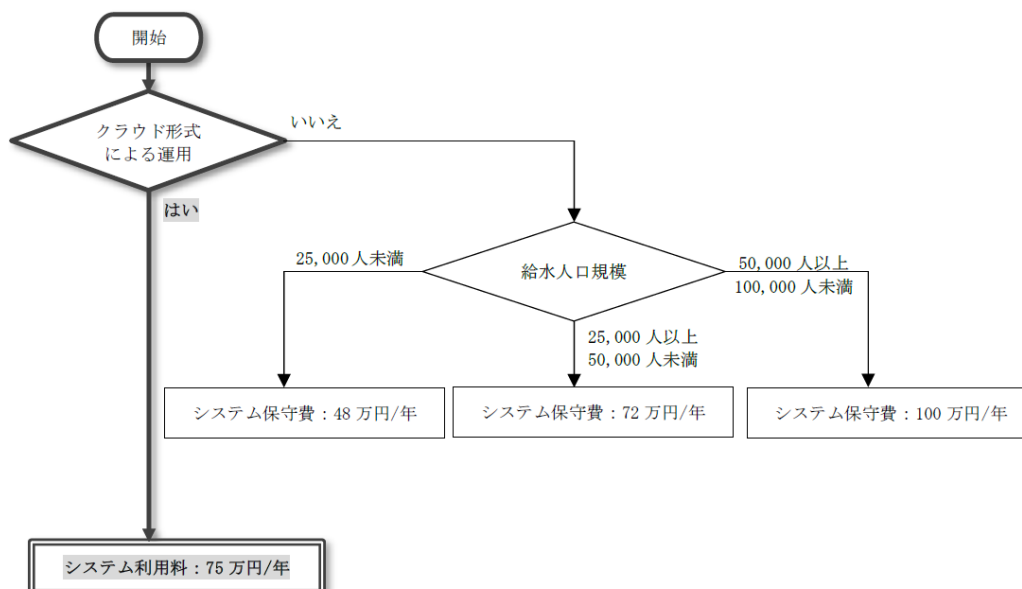 開始
クラウド形式
による運用
いいえ
はい
25,000 人未満
給水人口規模
50,000 人以上
100,000 人未満
25,000 人以上
50,000 人未満
システム保守費：48 万円/年
システム保守費：72 万円/年
システム保守費：100 万円/年
システム利用料：75 万円/年